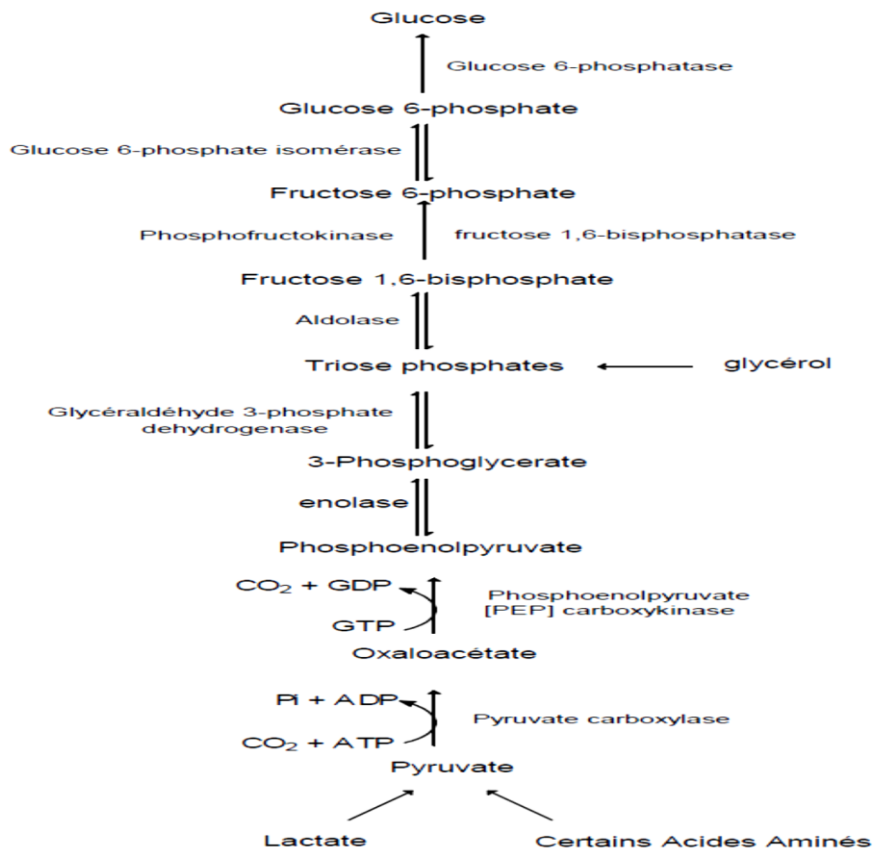 Glucose
Glucose 6-phosphatase
Glucose 6-phosphate
Glucose 6-phosphate isomérase
Fructose 6-phosphate
Phosphofructokinase
fructose 1,6-bisphosphatase
Fructose 1,6-bisphosphate
Aldolase
Triose phosphates
glycérol
Glycéraldéhyde 3-phosphate
dehydrogenase
3-Phosphoglycerate
enolase
Phosphoenolpyruvate
CO2 + GDP
GTP
Phosphoenolpyruvate
[PEP] carboxykinase
Oxaloacétate
Pi + ADP
CO2 + ATP
Pyruvate carboxylase
Pyruvate
Lactate
Certains Acides Aminés